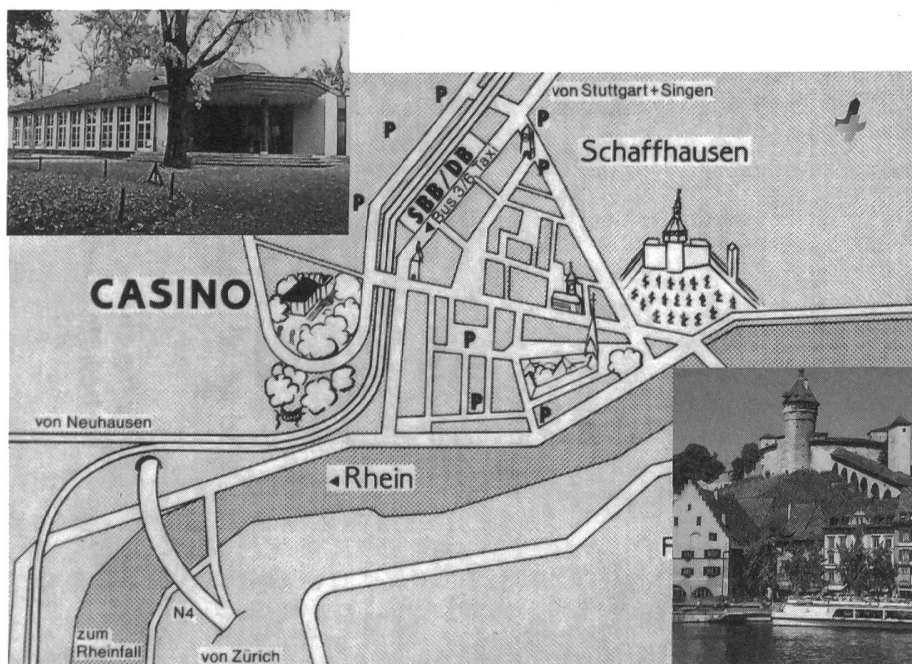 von Stuttgart+Singen
Schaffhausen
P
P
P
P
P
SBB/DB
Bus 3/6, Taxi
CASINO
P
P
P
von Neuhausen
Rhein
N4
zum
Rheinfall
von Zürich